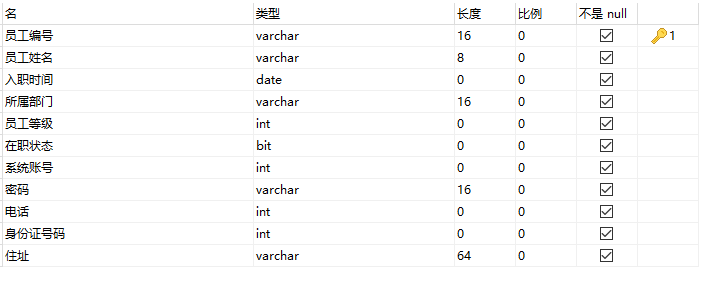 名 类型 长度 比例 不是 null
员工编号 varchar 16 0 1
员工姓名 varchar 8 0
入职时间 date 0 0
所属部门 varchar 16 0
员工等级 int 0 0
在职状态 bit 0 0
系统账号 int 0 0
密码 varchar 16 0
电话 int 0 0
身份证号码 int 0 0
住址 varchar 64 0